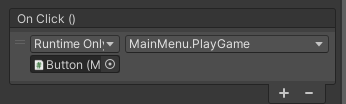 On Click ()
Runtime Only MainMenu.PlayGame
Button (M
+ −